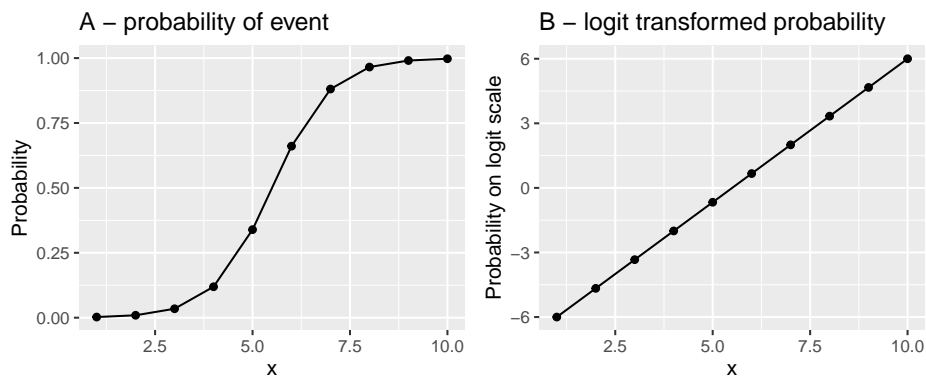 A – probability of event
1.00
0.75
0.50
0.25
0.00
Probability
2.5 5.0 7.5 10.0
x
B – logit transformed probability
6
3
0
−3
−6
Probability on logit scale
2.5 5.0 7.5 10.0
x